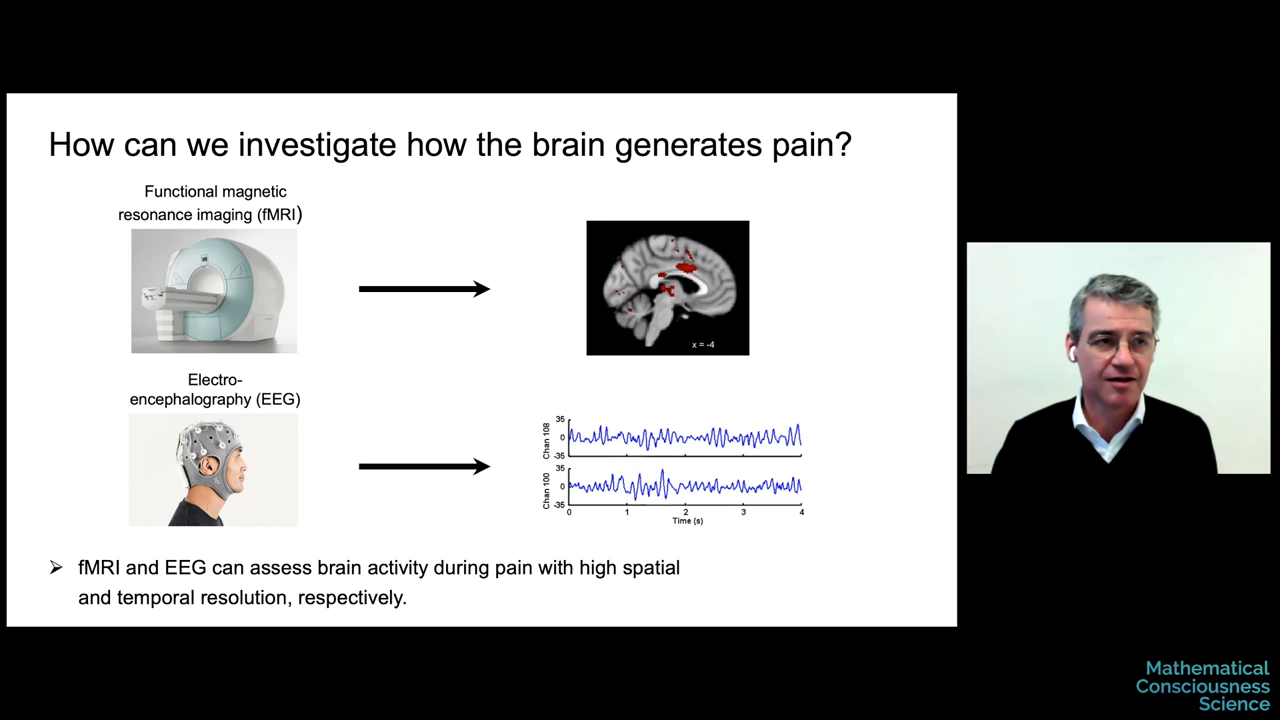 How can we investigate how the brain generates pain?
Functional magnetic
resonance imaging (fMRI)
x = -4
Electro-
encephalography (EEG)
35
0
-35
Chan 108
35
0
-35
Chan 100
0 1 2 3 4
Time (s)
➢ fMRI and EEG can assess brain activity during pain with high spatial
and temporal resolution, respectively.
Mathematical
Consciousness
Science